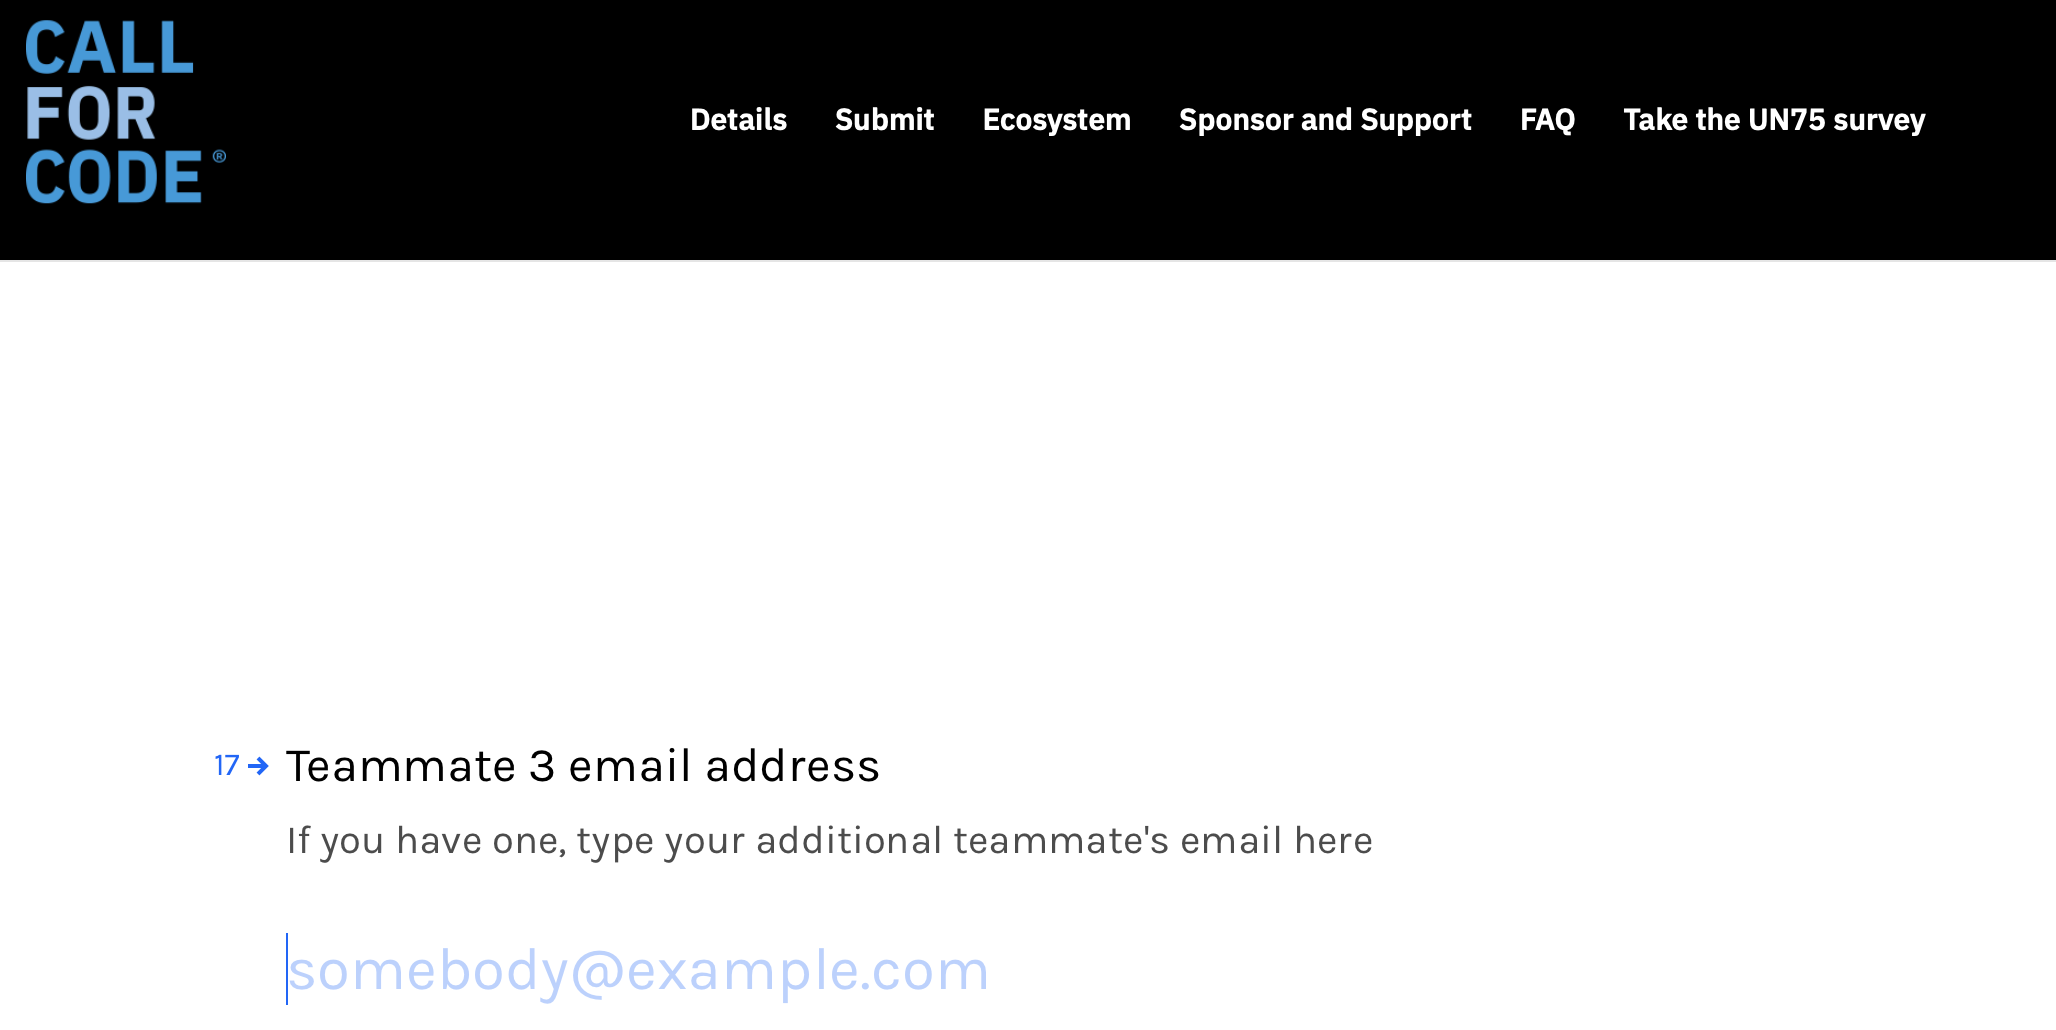 CALL
FOR
CODE®
Details Submit Ecosystem Sponsor and Support FAQ Take the UN75 survey
17 → Teammate 3 email address
If you have one, type your additional teammate's email here
somebody@example.com